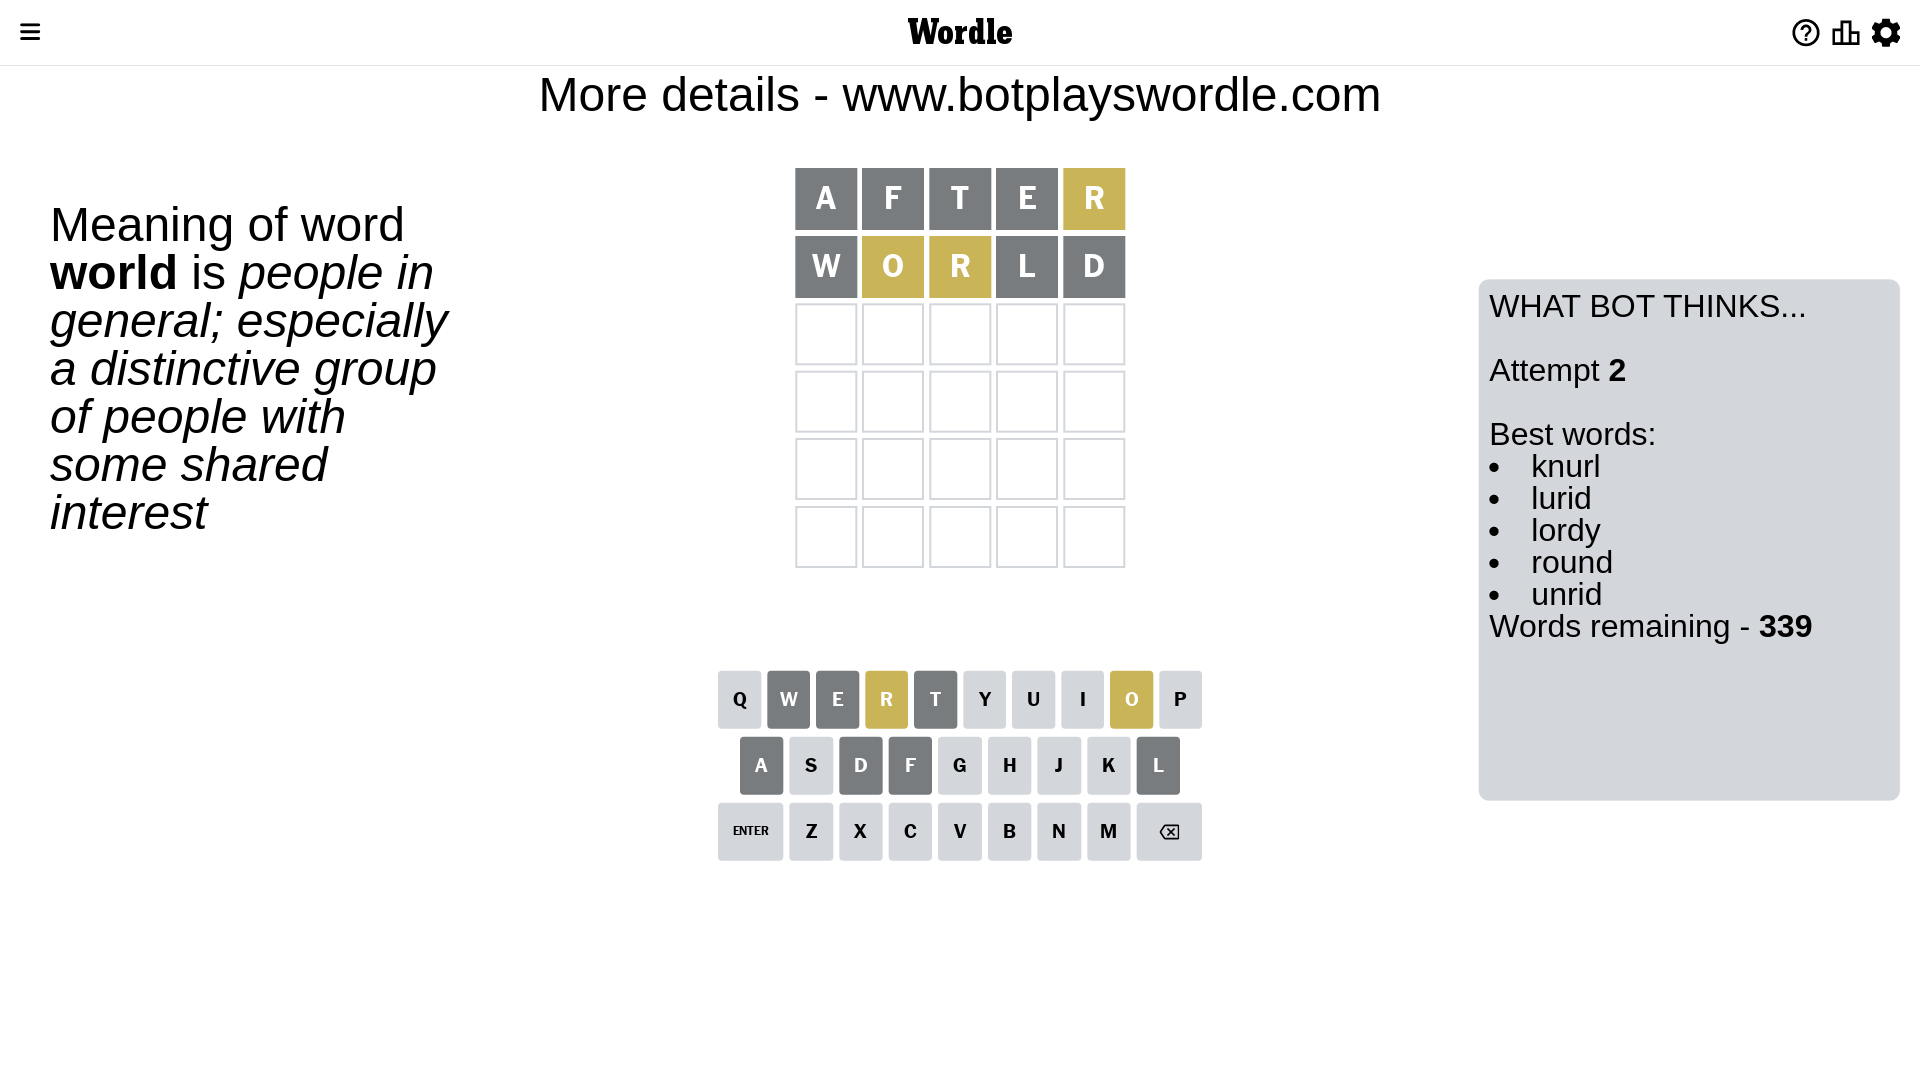 Wordle
More details - www.botplayswordle.com
Meaning of word
world is people in
general; especially
a distinctive group
of people with
some shared
interest
A F T E R
W O R L D
WHAT BOT THINKS...
Attempt 2
Best words:
• knurl
• lurid
• lordy
• round
• unrid
Words remaining - 339
Q W E R T Y U I O P
A S D F G H J K L
ENTER Z X C V B N M